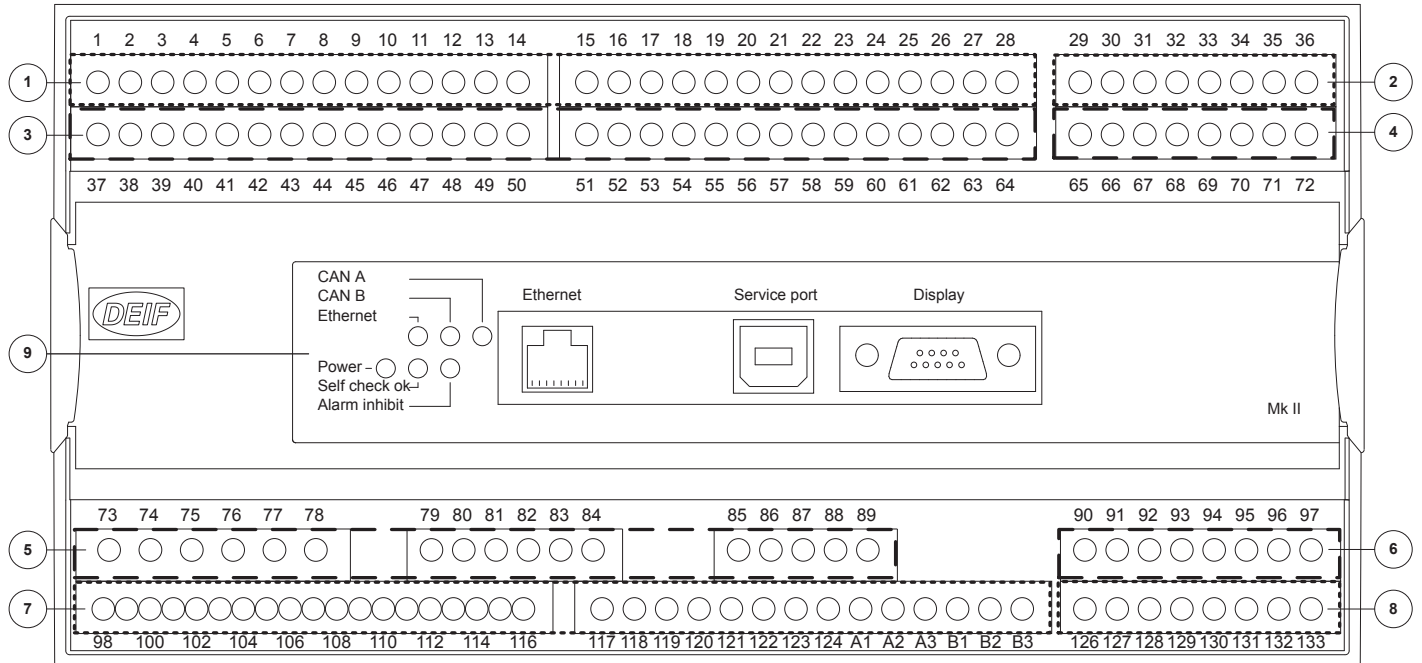 1 2 3 4 5 6 7 8 9 10 11 12 13 14 15 16 17 18 19 20 21 22 23 24 25 26 27 28 29 30 31 32 33 34 35 36
1 2
3 4
37 38 39 40 41 42 43 44 45 46 47 48 49 50 51 52 53 54 55 56 57 58 59 60 61 62 63 64 65 66 67 68 69 70 71 72
CAN A
CAN B
Ethernet
Ethernet Service port Display
DEIF
9
Power
Self check ok
Alarm inhibit
Mk II
73 74 75 76 77 78 79 80 81 82 83 84 85 86 87 88 89 90 91 92 93 94 95 96 97
5 6
7 8
98 100 102 104 106 108 110 112 114 116 117 118 119 120 121 122 123 124 A1 A2 A3 B1 B2 B3 126 127 128 129 130 131 132 133